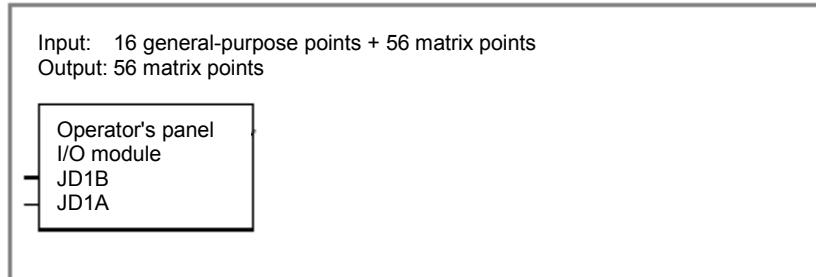 Input: 16 general-purpose points + 56 matrix points
Output: 56 matrix points
Operator's panel
I/O module
JD1B
JD1A